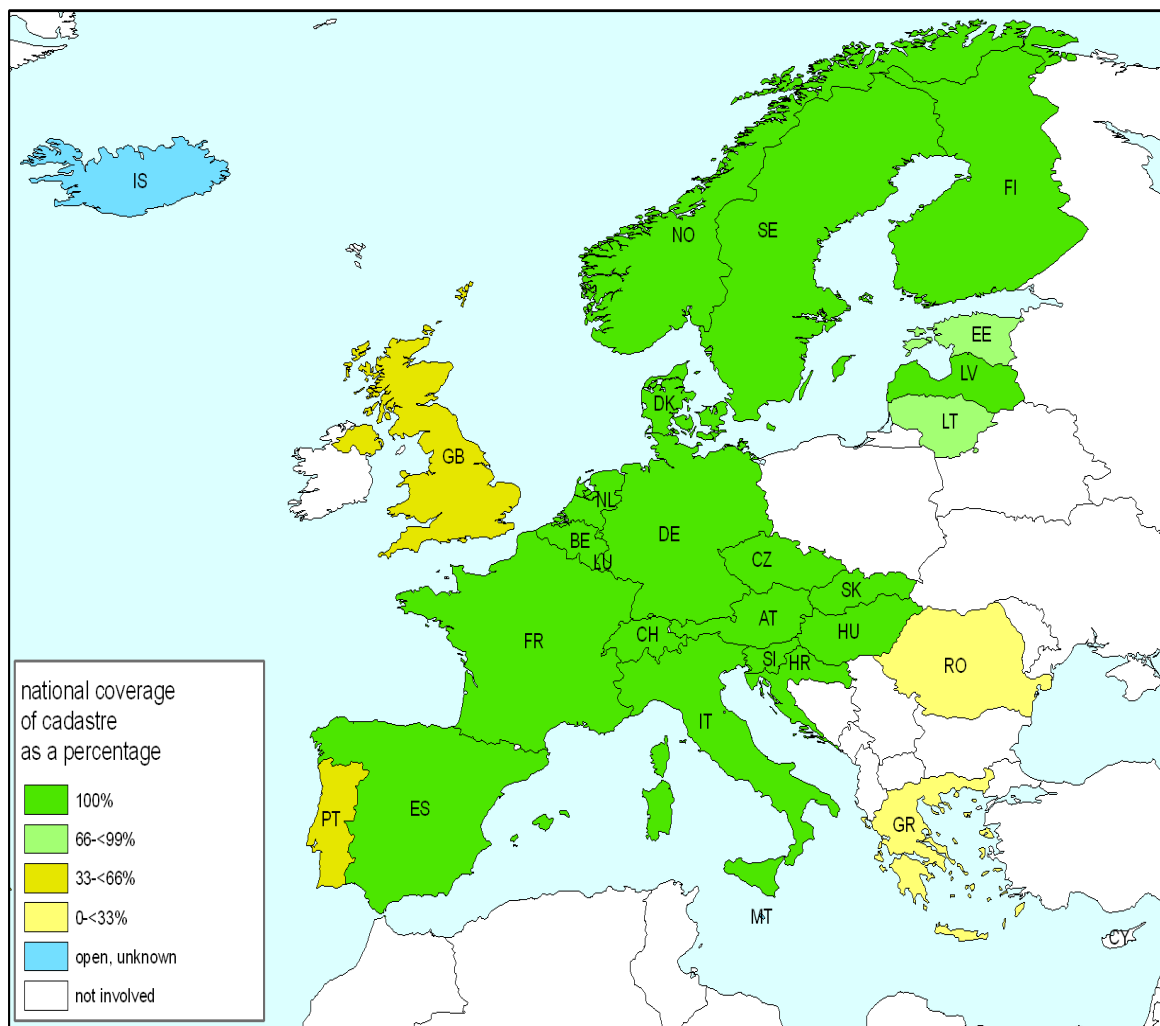 IS
NO
SE
FI
EE
LV
LT
DK
GB
NL
BE
DE
LU
CZ
SK
AT
HU
FR
CH
SI
HR
RO
IT
PT
ES
GR
MT
CY
national coverage
of cadastre
as a percentage
100%
66-<99%
33-<66%
0-<33%
open, unknown
not involved